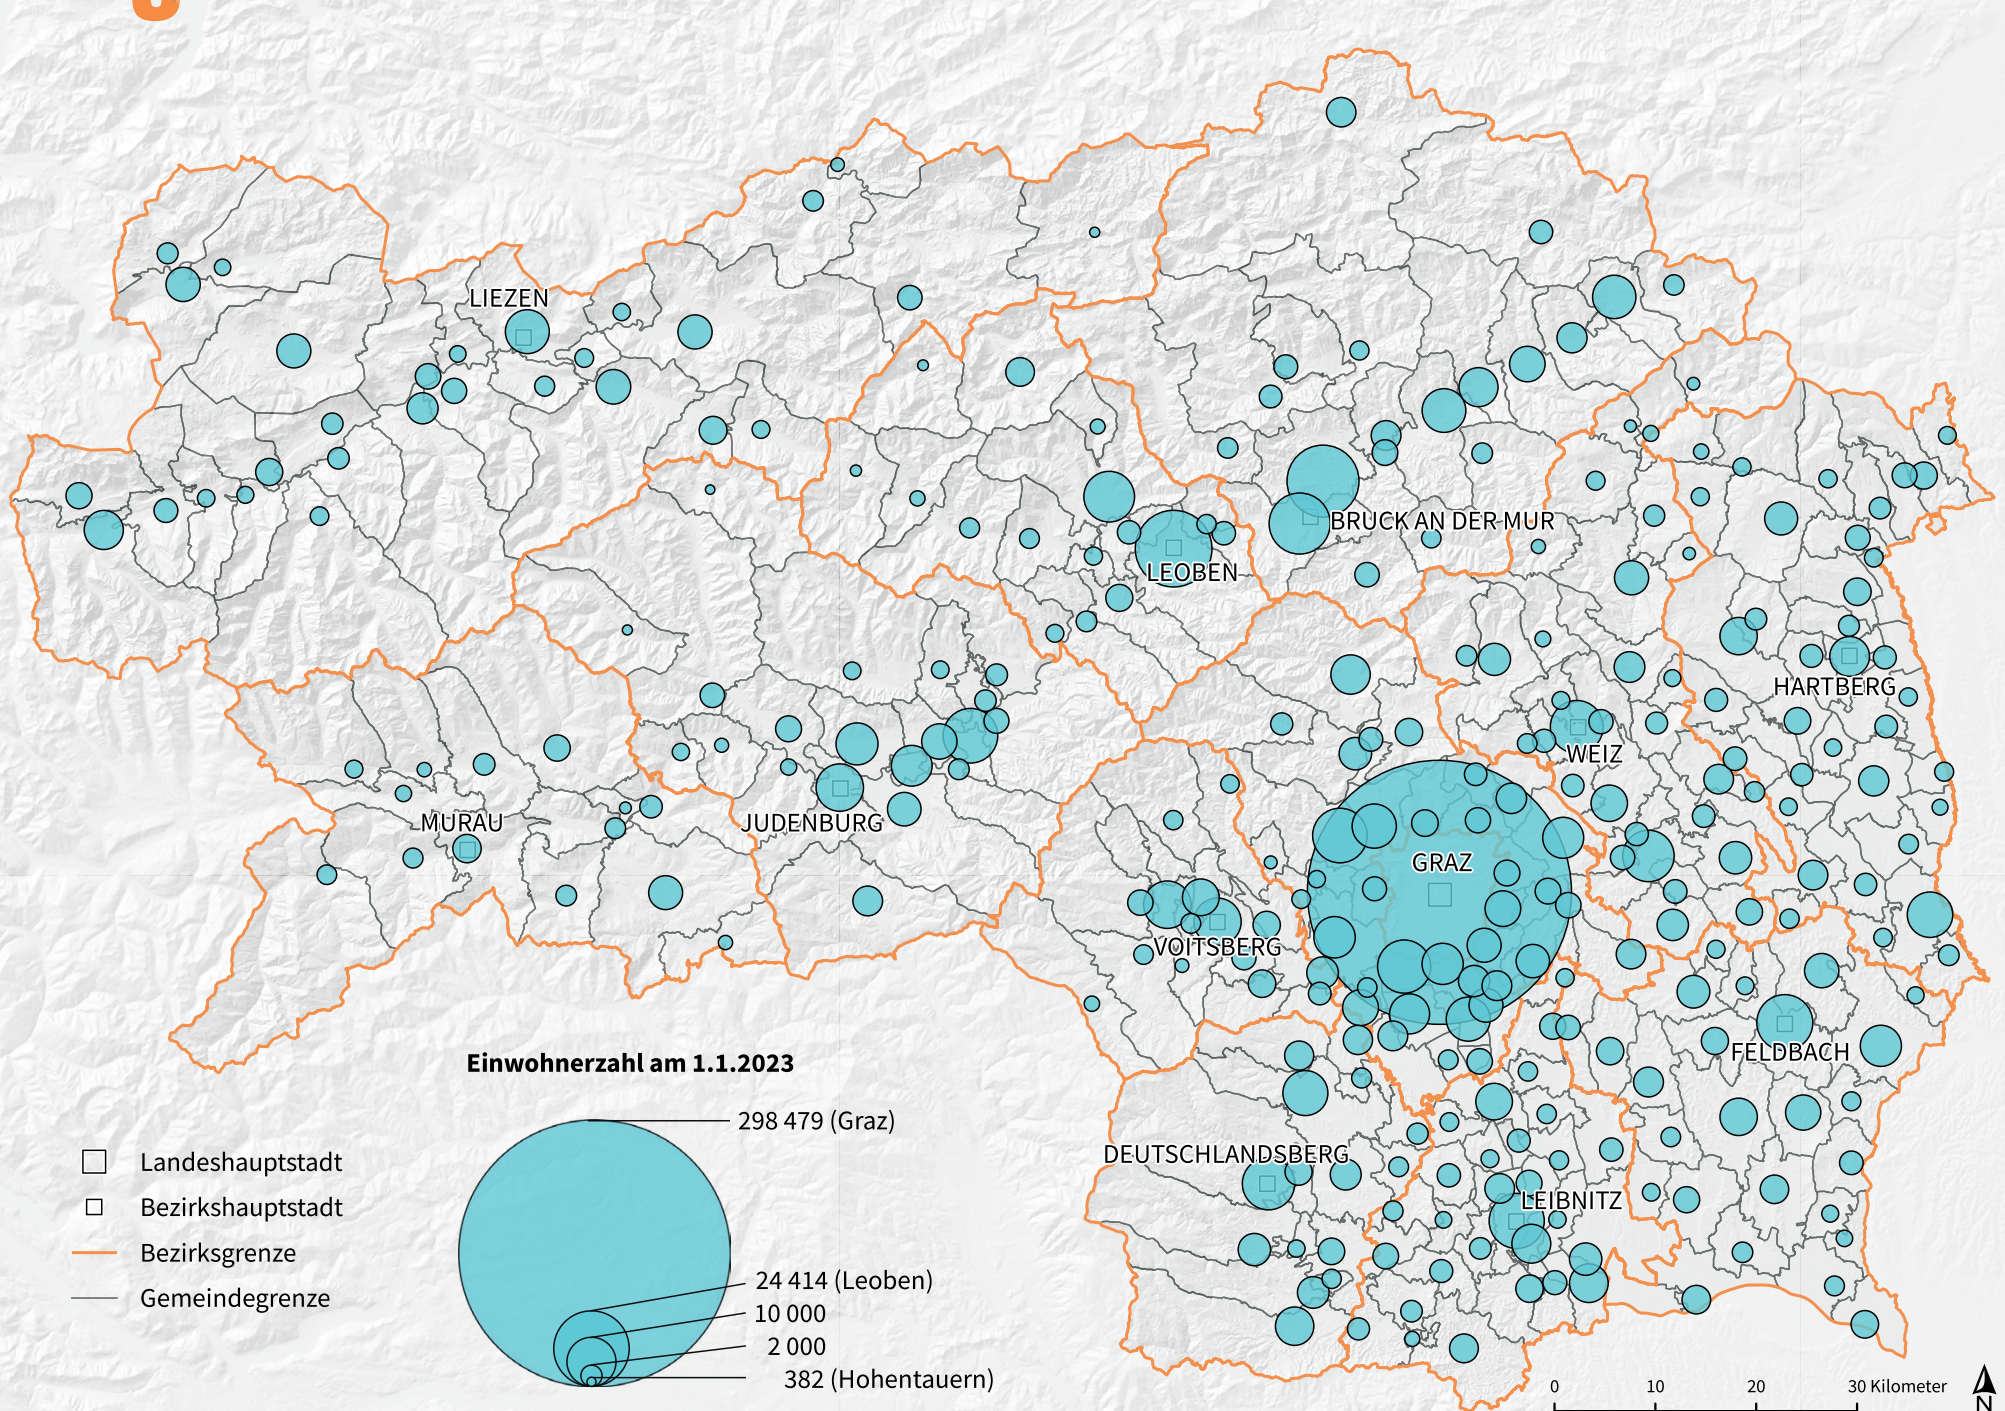 LIEZEN
BRUCK AN DER MUR
LEOBEN
HARTBERG
WEIZ
MURAU
JUDENBURG
GRAZ
VOITSBERG
FELDBACH
DEUTSCHLANDSBERG
LEIBNITZ
Einwohnerzahl am 1.1.2023
298 479 (Graz)
24 414 (Leoben)
10 000
2 000
382 (Hohentauern)
Landeshauptstadt
Bezirkshauptstadt
Bezirksgrenze
Gemeindegrenze
0 10 20 30 Kilometer
N